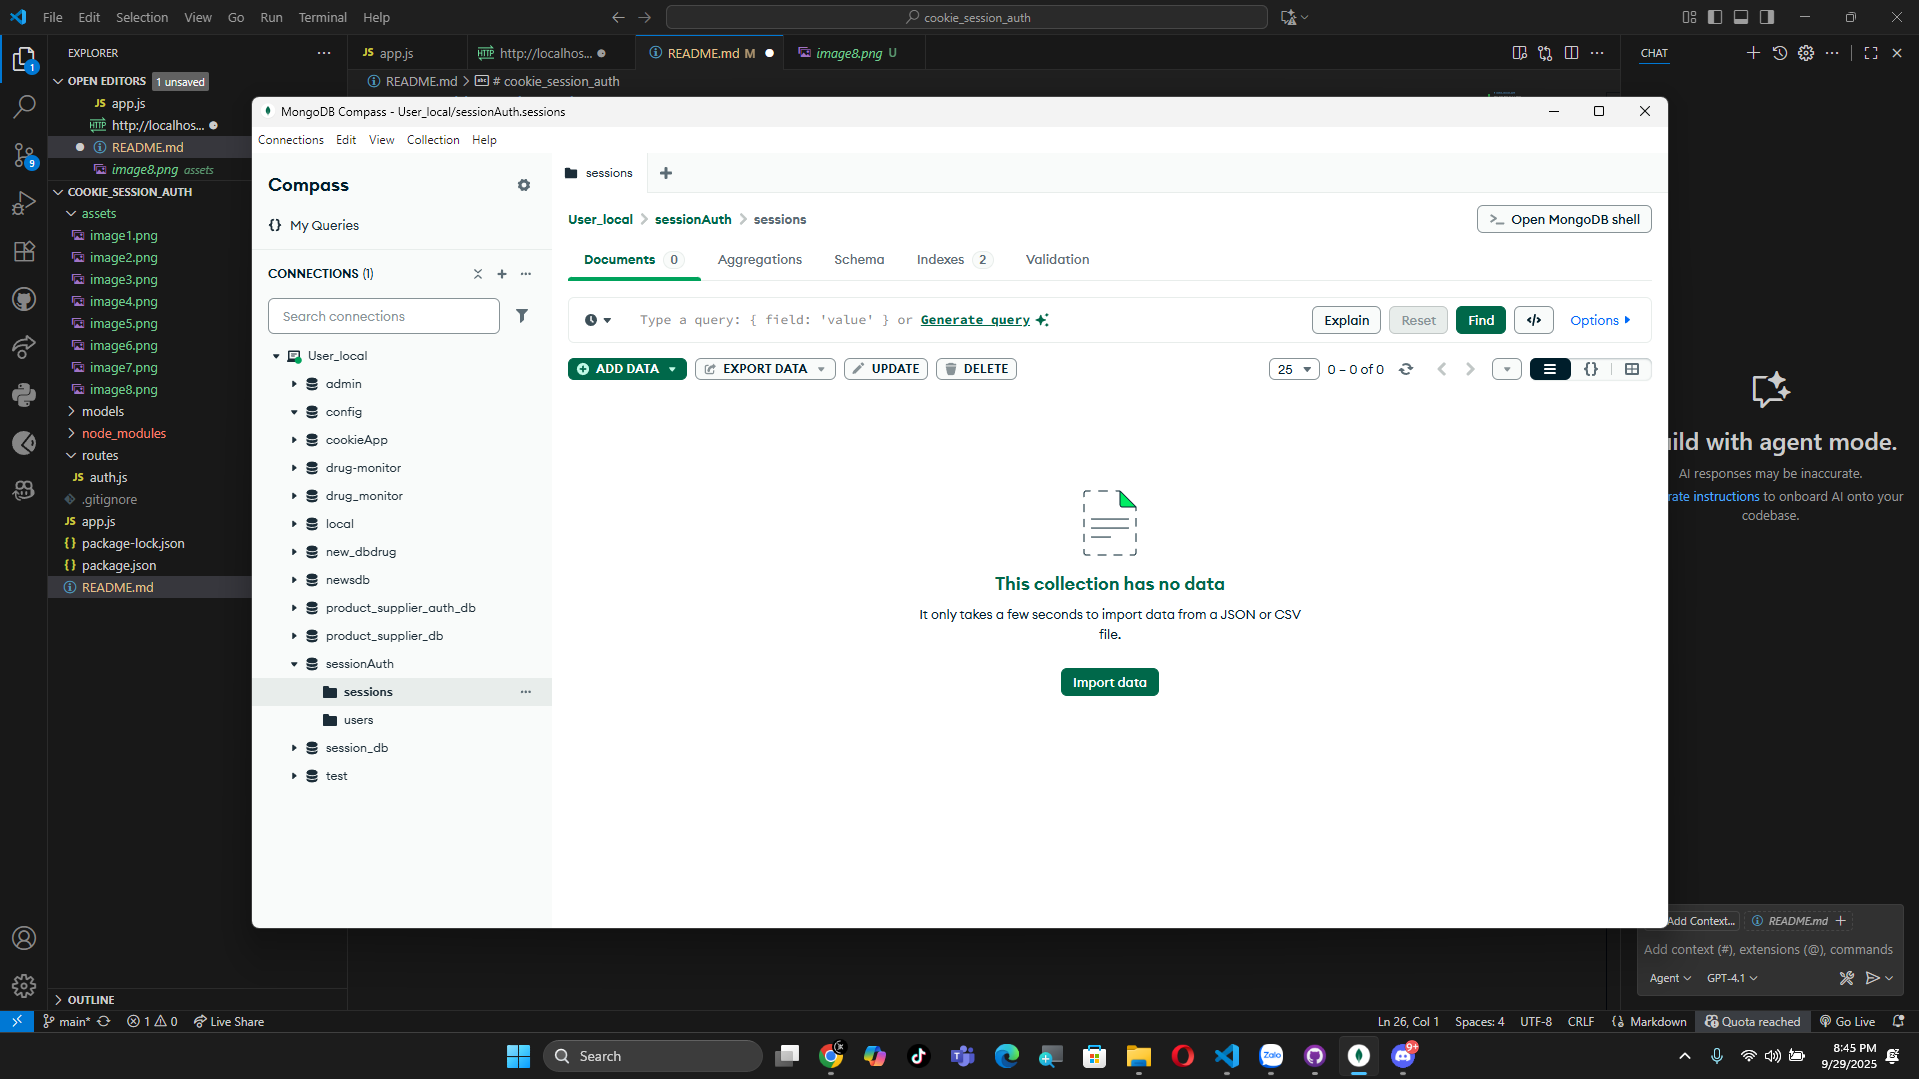 File Edit Selection View Go Run Terminal Help
cookie_session_auth
EXPLORER
OPEN EDITORS 1 unsaved
app.js
http://localhos...
README.md
image8.png assets
COOKIE_SESSION_AUTH
assets
image1.png
image2.png
image3.png
image4.png
image5.png
image6.png
image7.png
image8.png
models
node_modules
routes
JS auth.js
.gitignore
JS app.js
{} package-lock.json
{} package.json
README.md
OUTLINE
JS app.js
HTTP http://localhos...
README.md M
image8.png U
README.md > # cookie_session_auth
MongoDB Compass - User_local/sessionAuth.sessions
Connections Edit View Collection Help
Compass
{} My Queries
CONNECTIONS (1)
Search connections
User_local
admin
config
cookieApp
drug-monitor
drug_monitor
local
new_dbdrug
newsdb
product_supplier_auth_db
product_supplier_db
sessionAuth
sessions
users
session_db
test
sessions
User_local > sessionAuth > sessions
Open MongoDB shell
Documents 0 Aggregations Schema Indexes 2 Validation
Type a query: { field: 'value' } or Generate query
Explain Reset Find </> Options
ADD DATA EXPORT DATA UPDATE DELETE
25 0 – 0 of 0
This collection has no data
It only takes a few seconds to import data from a JSON or CSV
file.
Import data
CHAT
ild with agent mode.
AI responses may be inaccurate.
rate instructions to onboard AI onto your
codebase.
Add Context... README.md
Add context (#), extensions (@), commands
Agent GPT-4.1
main* 1 0 Live Share
Ln 26, Col 1 Spaces: 4 UTF-8 CRLF {} Markdown Quota reached Go Live
Search
Zalo
9+
8:45 PM
9/29/2025